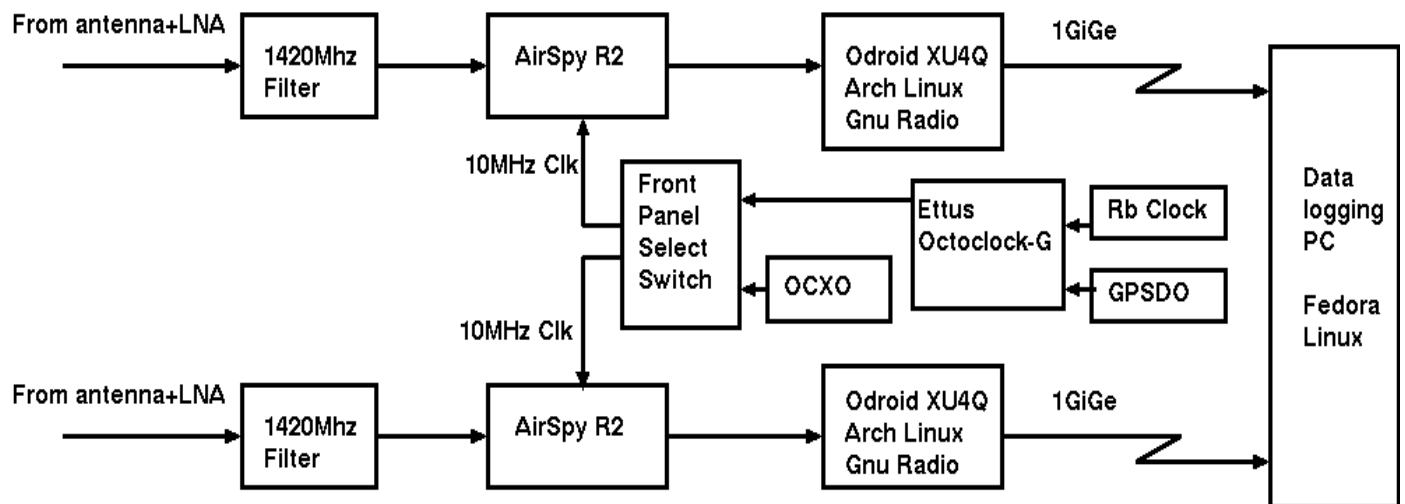 From antenna+LNA
1420Mhz
Filter
AirSpy R2
Odroid XU4Q
Arch Linux
Gnu Radio
1GiGe
10MHz Clk
Front
Panel
Select
Switch
Ettus
Octoclock-G
Rb Clock
OCXO
GPSDO
Data
logging
PC
Fedora
Linux
10MHz Clk
From antenna+LNA
1420Mhz
Filter
AirSpy R2
Odroid XU4Q
Arch Linux
Gnu Radio
1GiGe